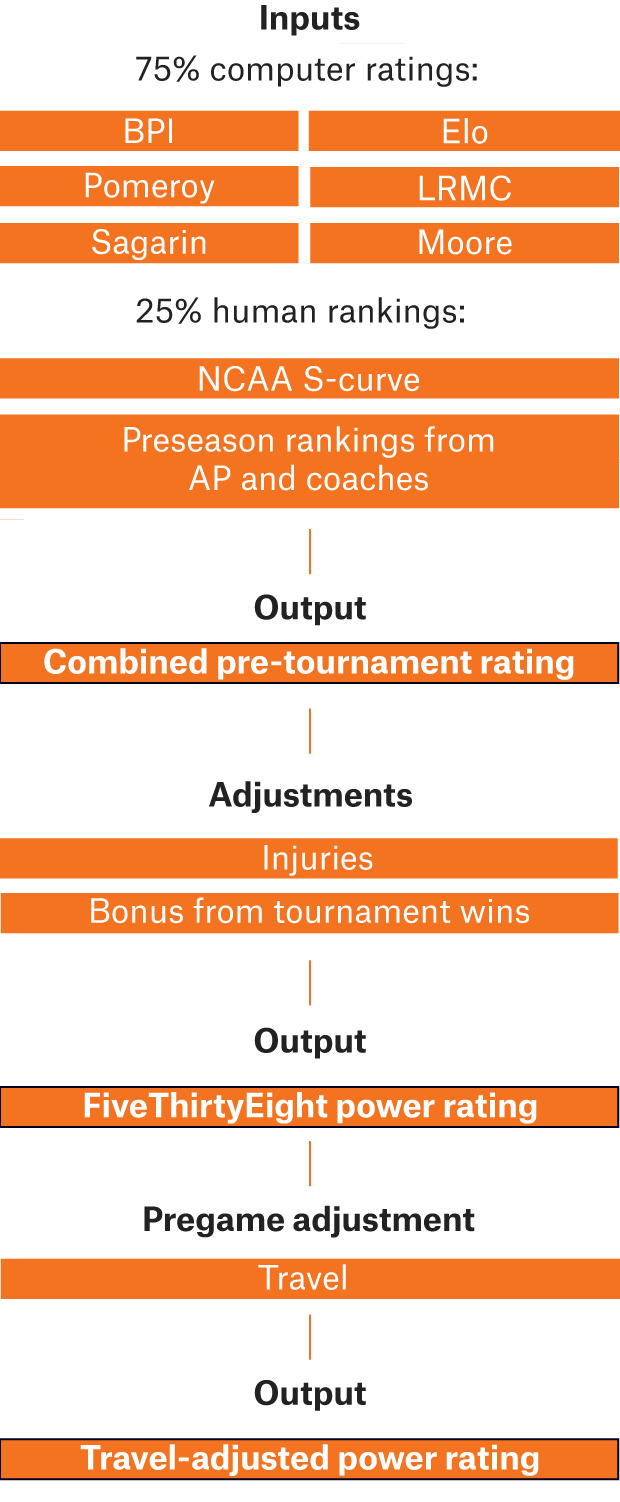 Inputs
75% computer ratings:
BPI
Elo
Pomeroy
LRMC
Sagarin
Moore
25% human rankings:
NCAA S-curve
Preseason rankings from
AP and coaches
Output
Combined pre-tournament rating
Adjustments
Injuries
Bonus from tournament wins
Output
FiveThirtyEight power rating
Pregame adjustment
Travel
Output
Travel-adjusted power rating